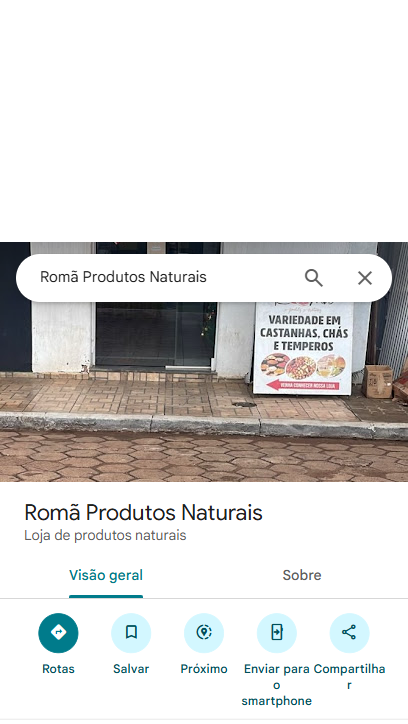 Romã Produtos Naturais
VARIEDADE EM
CASTANHAS, CHÁS
E TEMPEROS
VENHA CONHECER NOSSA LOJA
Romã Produtos Naturais
Loja de produtos naturais
Visão geral
Sobre
Rotas
Salvar
Próximo
Enviar para
o
smartphone
Compartilha
r